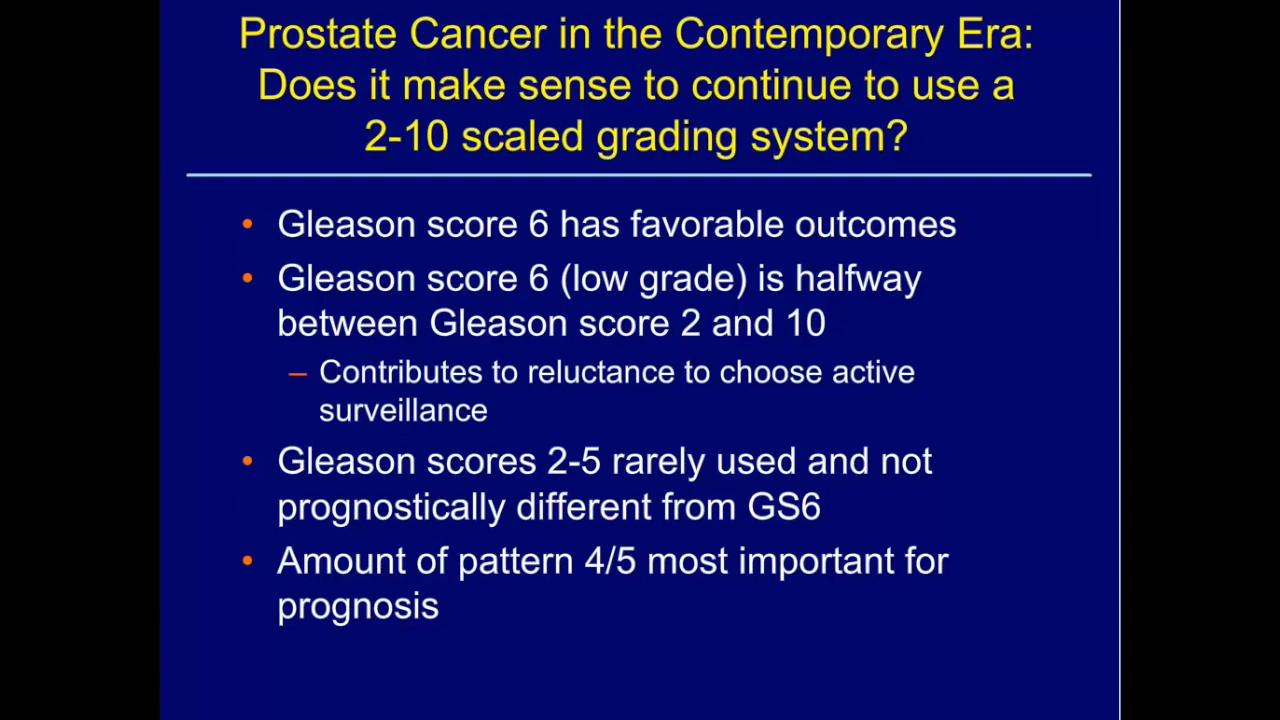 Prostate Cancer in the Contemporary Era:
Does it make sense to continue to use a
2-10 scaled grading system?
• Gleason score 6 has favorable outcomes
• Gleason score 6 (low grade) is halfway
between Gleason score 2 and 10
– Contributes to reluctance to choose active
surveillance
• Gleason scores 2-5 rarely used and not
prognostically different from GS6
• Amount of pattern 4/5 most important for
prognosis